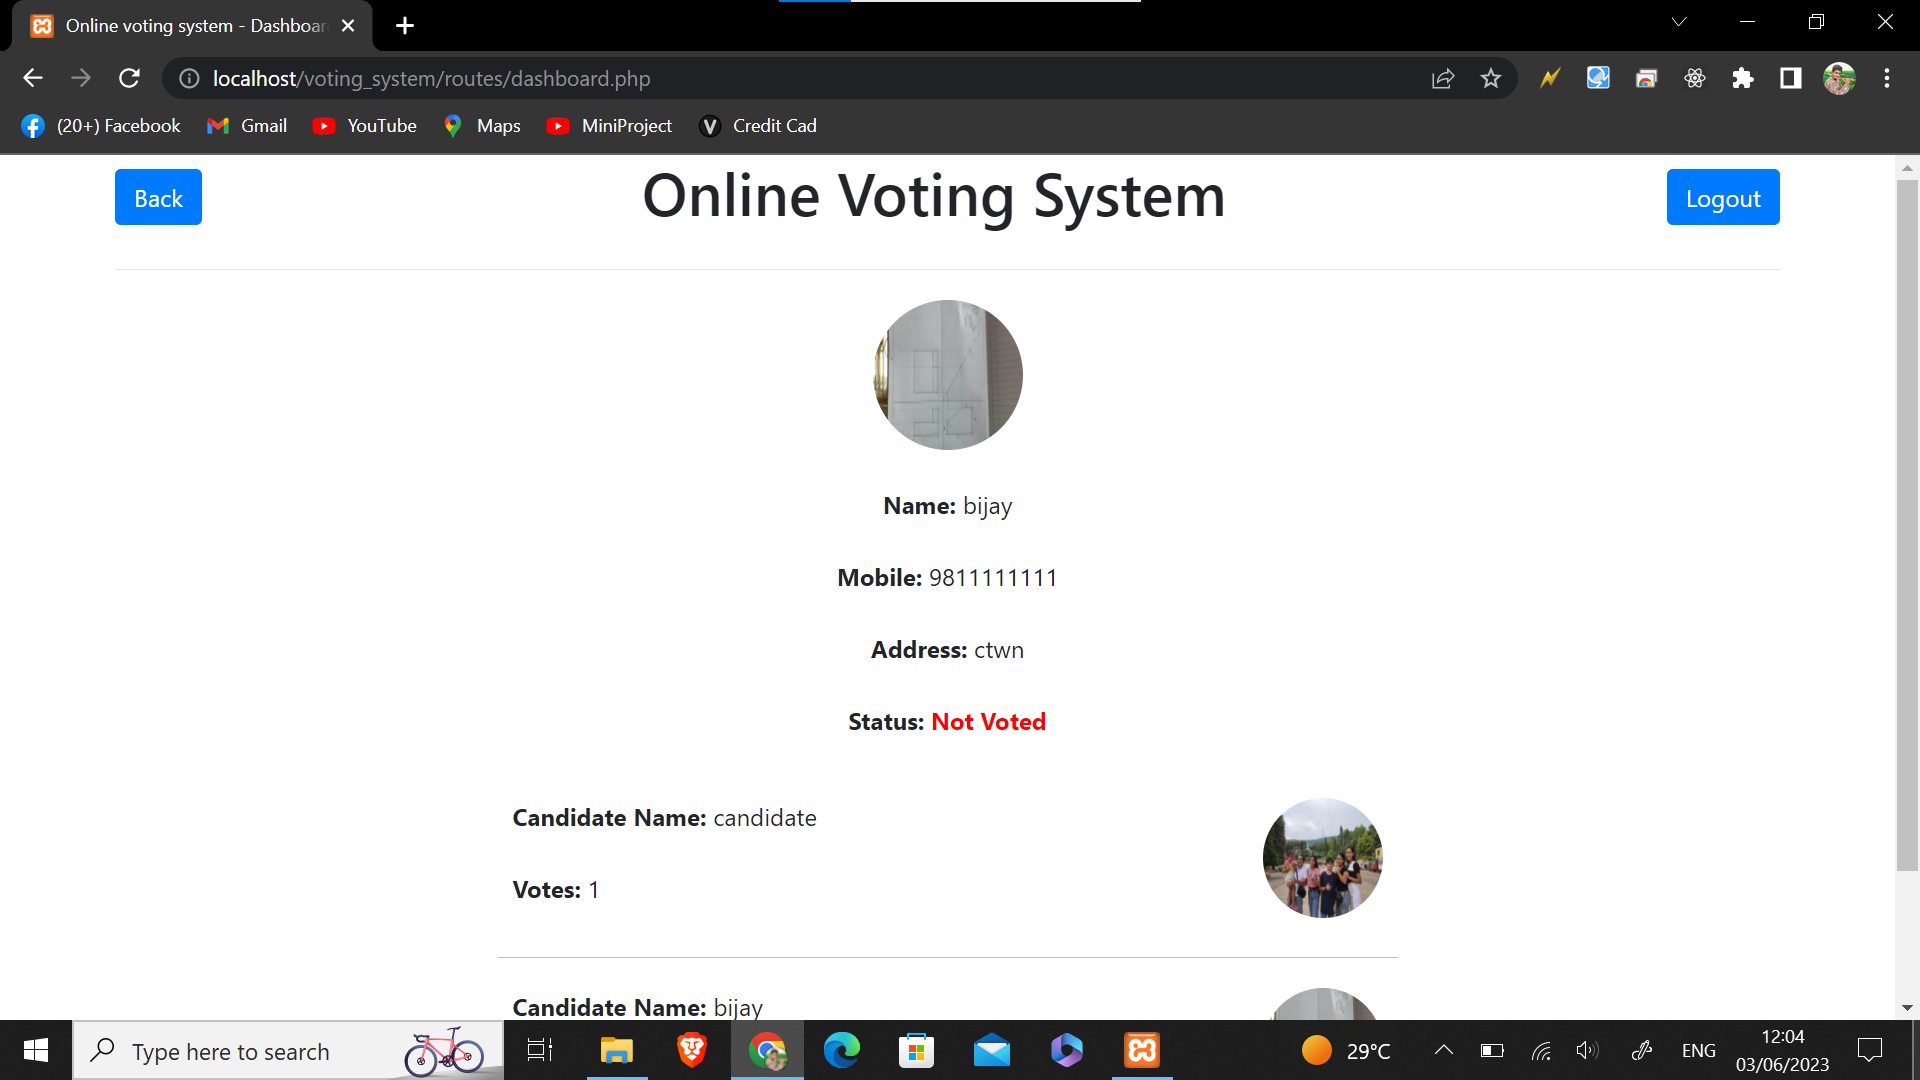 Online voting system - Dashboar
localhost/voting_system/routes/dashboard.php
(20+) Facebook
Gmail
YouTube
Maps
MiniProject
Credit Cad
Back
Online Voting System
Logout
Name: bijay
Mobile: 9811111111
Address: ctwn
Status: Not Voted
Candidate Name: candidate
Votes: 1
Candidate Name: bijay
Type here to search
29°C
ENG
12:04
03/06/2023